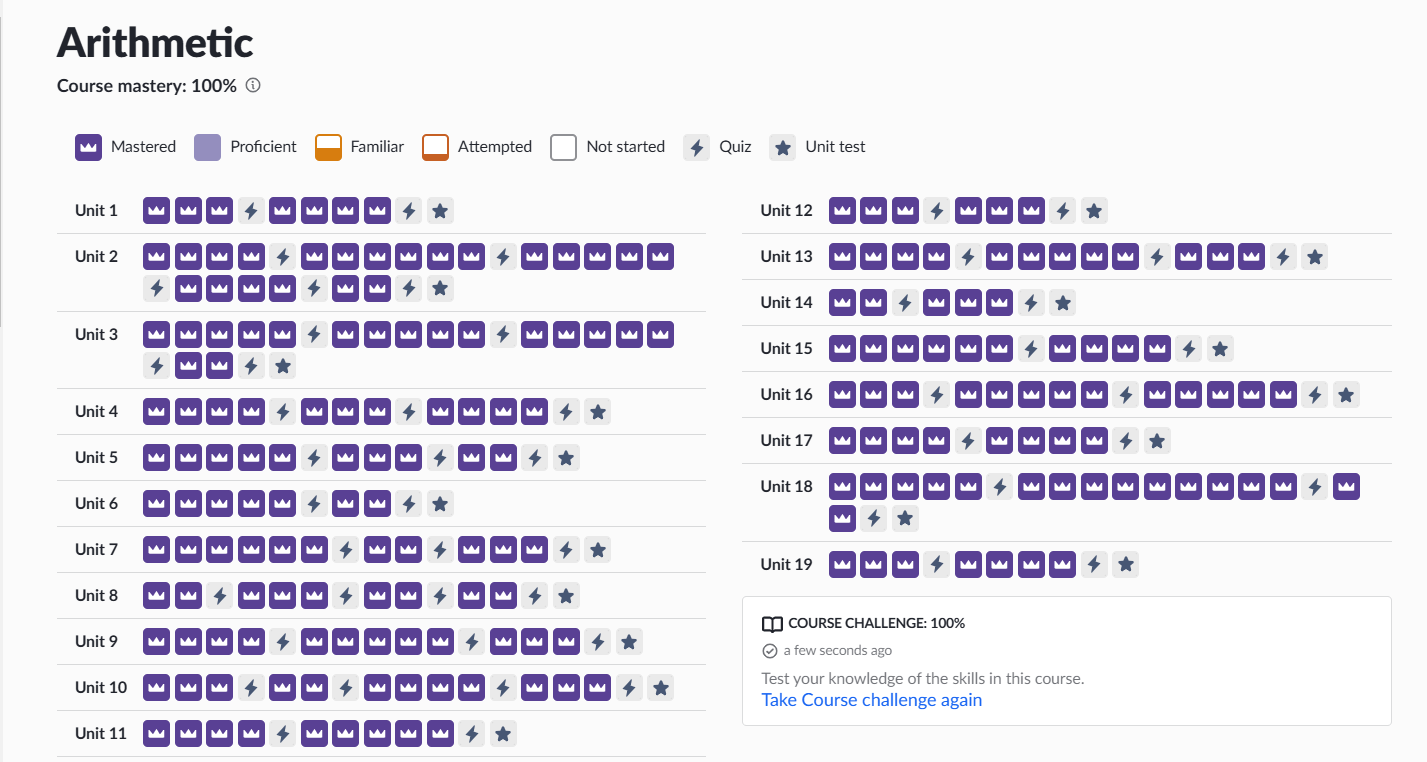 Arithmetic
Course mastery: 100%
Mastered Proficient Familiar Attempted Not started Quiz Unit test
Unit 1
Unit 2
Unit 3
Unit 4
Unit 5
Unit 6
Unit 7
Unit 8
Unit 9
Unit 10
Unit 11
Unit 12
Unit 13
Unit 14
Unit 15
Unit 16
Unit 17
Unit 18
Unit 19
COURSE CHALLENGE: 100%
a few seconds ago
Test your knowledge of the skills in this course.
Take Course challenge again